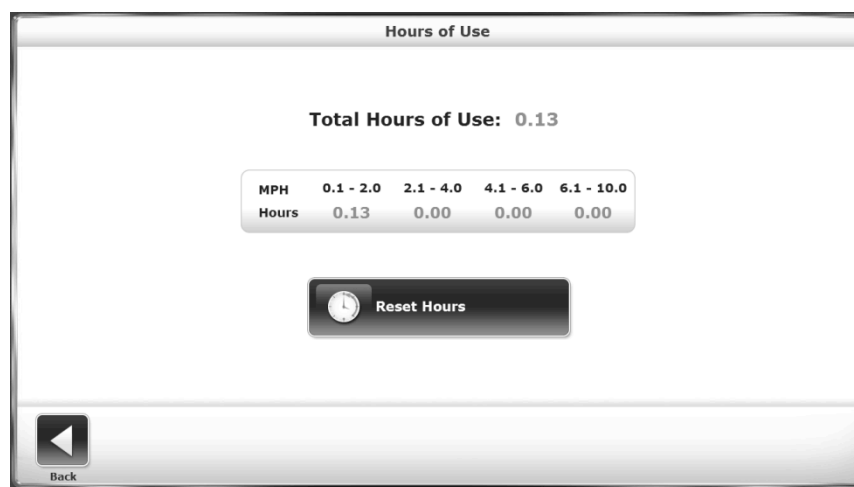 Hours of Use
Total Hours of Use: 0.13
MPH 0.1 - 2.0 2.1 - 4.0 4.1 - 6.0 6.1 - 10.0
Hours 0.13 0.00 0.00 0.00
Reset Hours
Back